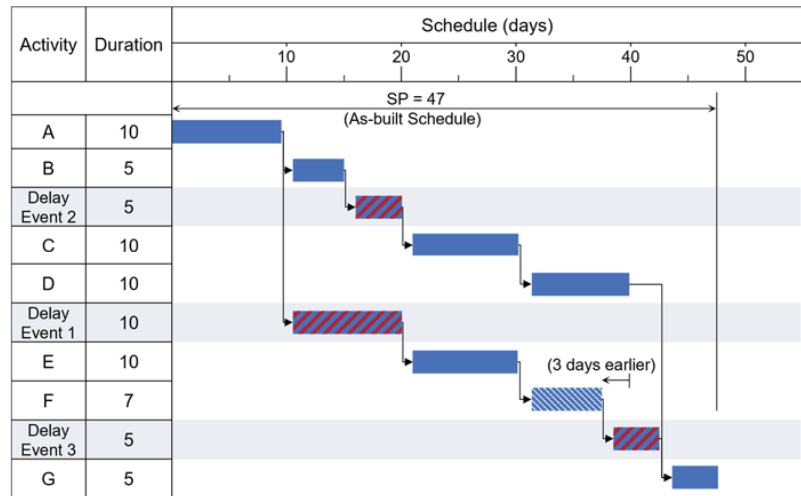 Activity
Duration
Schedule (days)
10
20
30
40
50
SP = 47
(As-built Schedule)
A
10
B
5
Delay
Event 2
5
C
10
D
10
Delay
Event 1
10
E
10
(3 days earlier)
F
7
Delay
Event 3
5
G
5